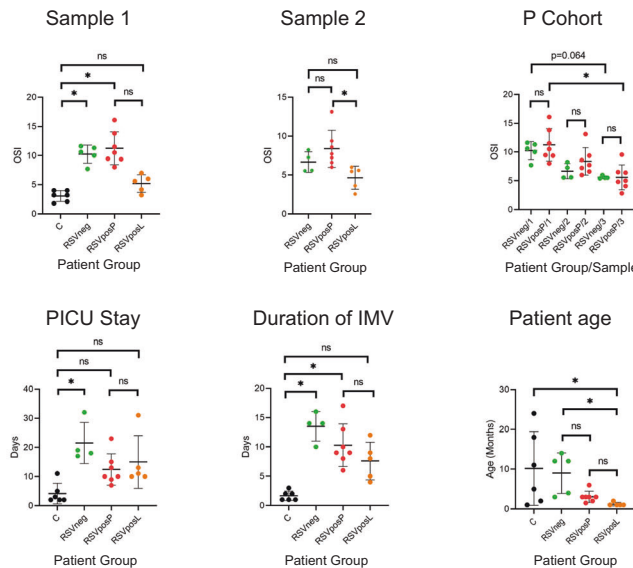 Sample 1
Sample 2
P Cohort
ns
*
*
ns
20
15
10
5
0
OSI
C
RSVneg
RSVposP
RSVposL
Patient Group
ns
ns
*
15
10
5
0
OSI
RSVneg
RSVposP
RSVposL
Patient Group
p=0.064
*
ns
ns
ns
20
15
10
5
0
OSI
RSVneg/1
RSVposP/1
RSVneg/2
RSVposP/2
RSVneg/3
RSVposP/3
Patient Group/Sample
PICU Stay
Duration of IMV
Patient age
ns
ns
*
ns
40
30
20
10
0
Days
C
RSVneg
RSVposP
RSVposL
Patient Group
ns
*
*
ns
20
15
10
5
0
Days
C
RSVneg
RSVposP
RSVposL
Patient Group
*
*
ns
ns
30
20
10
0
Age (Months)
C
RSVneg
RSVposP
RSVposL
Patient Group